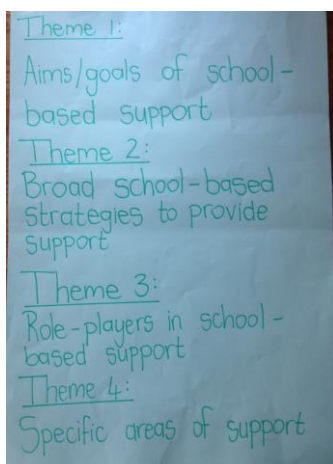 Theme 1:
Aims/goals of school-
based support
Theme 2:
Broad school-based
strategies to provide
support
Theme 3:
Role-players in school-
based support
Theme 4:
Specific areas of support